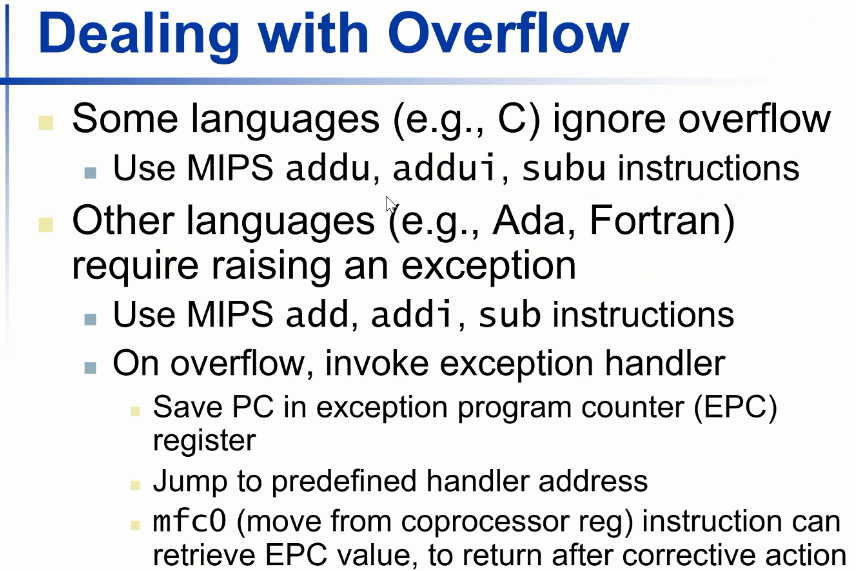 Dealing with Overflow
Some languages (e.g., C) ignore overflow
Use MIPS addu, addui, subu instructions
Other languages (e.g., Ada, Fortran)
require raising an exception
Use MIPS add, addi, sub instructions
On overflow, invoke exception handler
Save PC in exception program counter (EPC)
register
Jump to predefined handler address
mfc0 (move from coprocessor reg) instruction can
retrieve EPC value, to return after corrective action